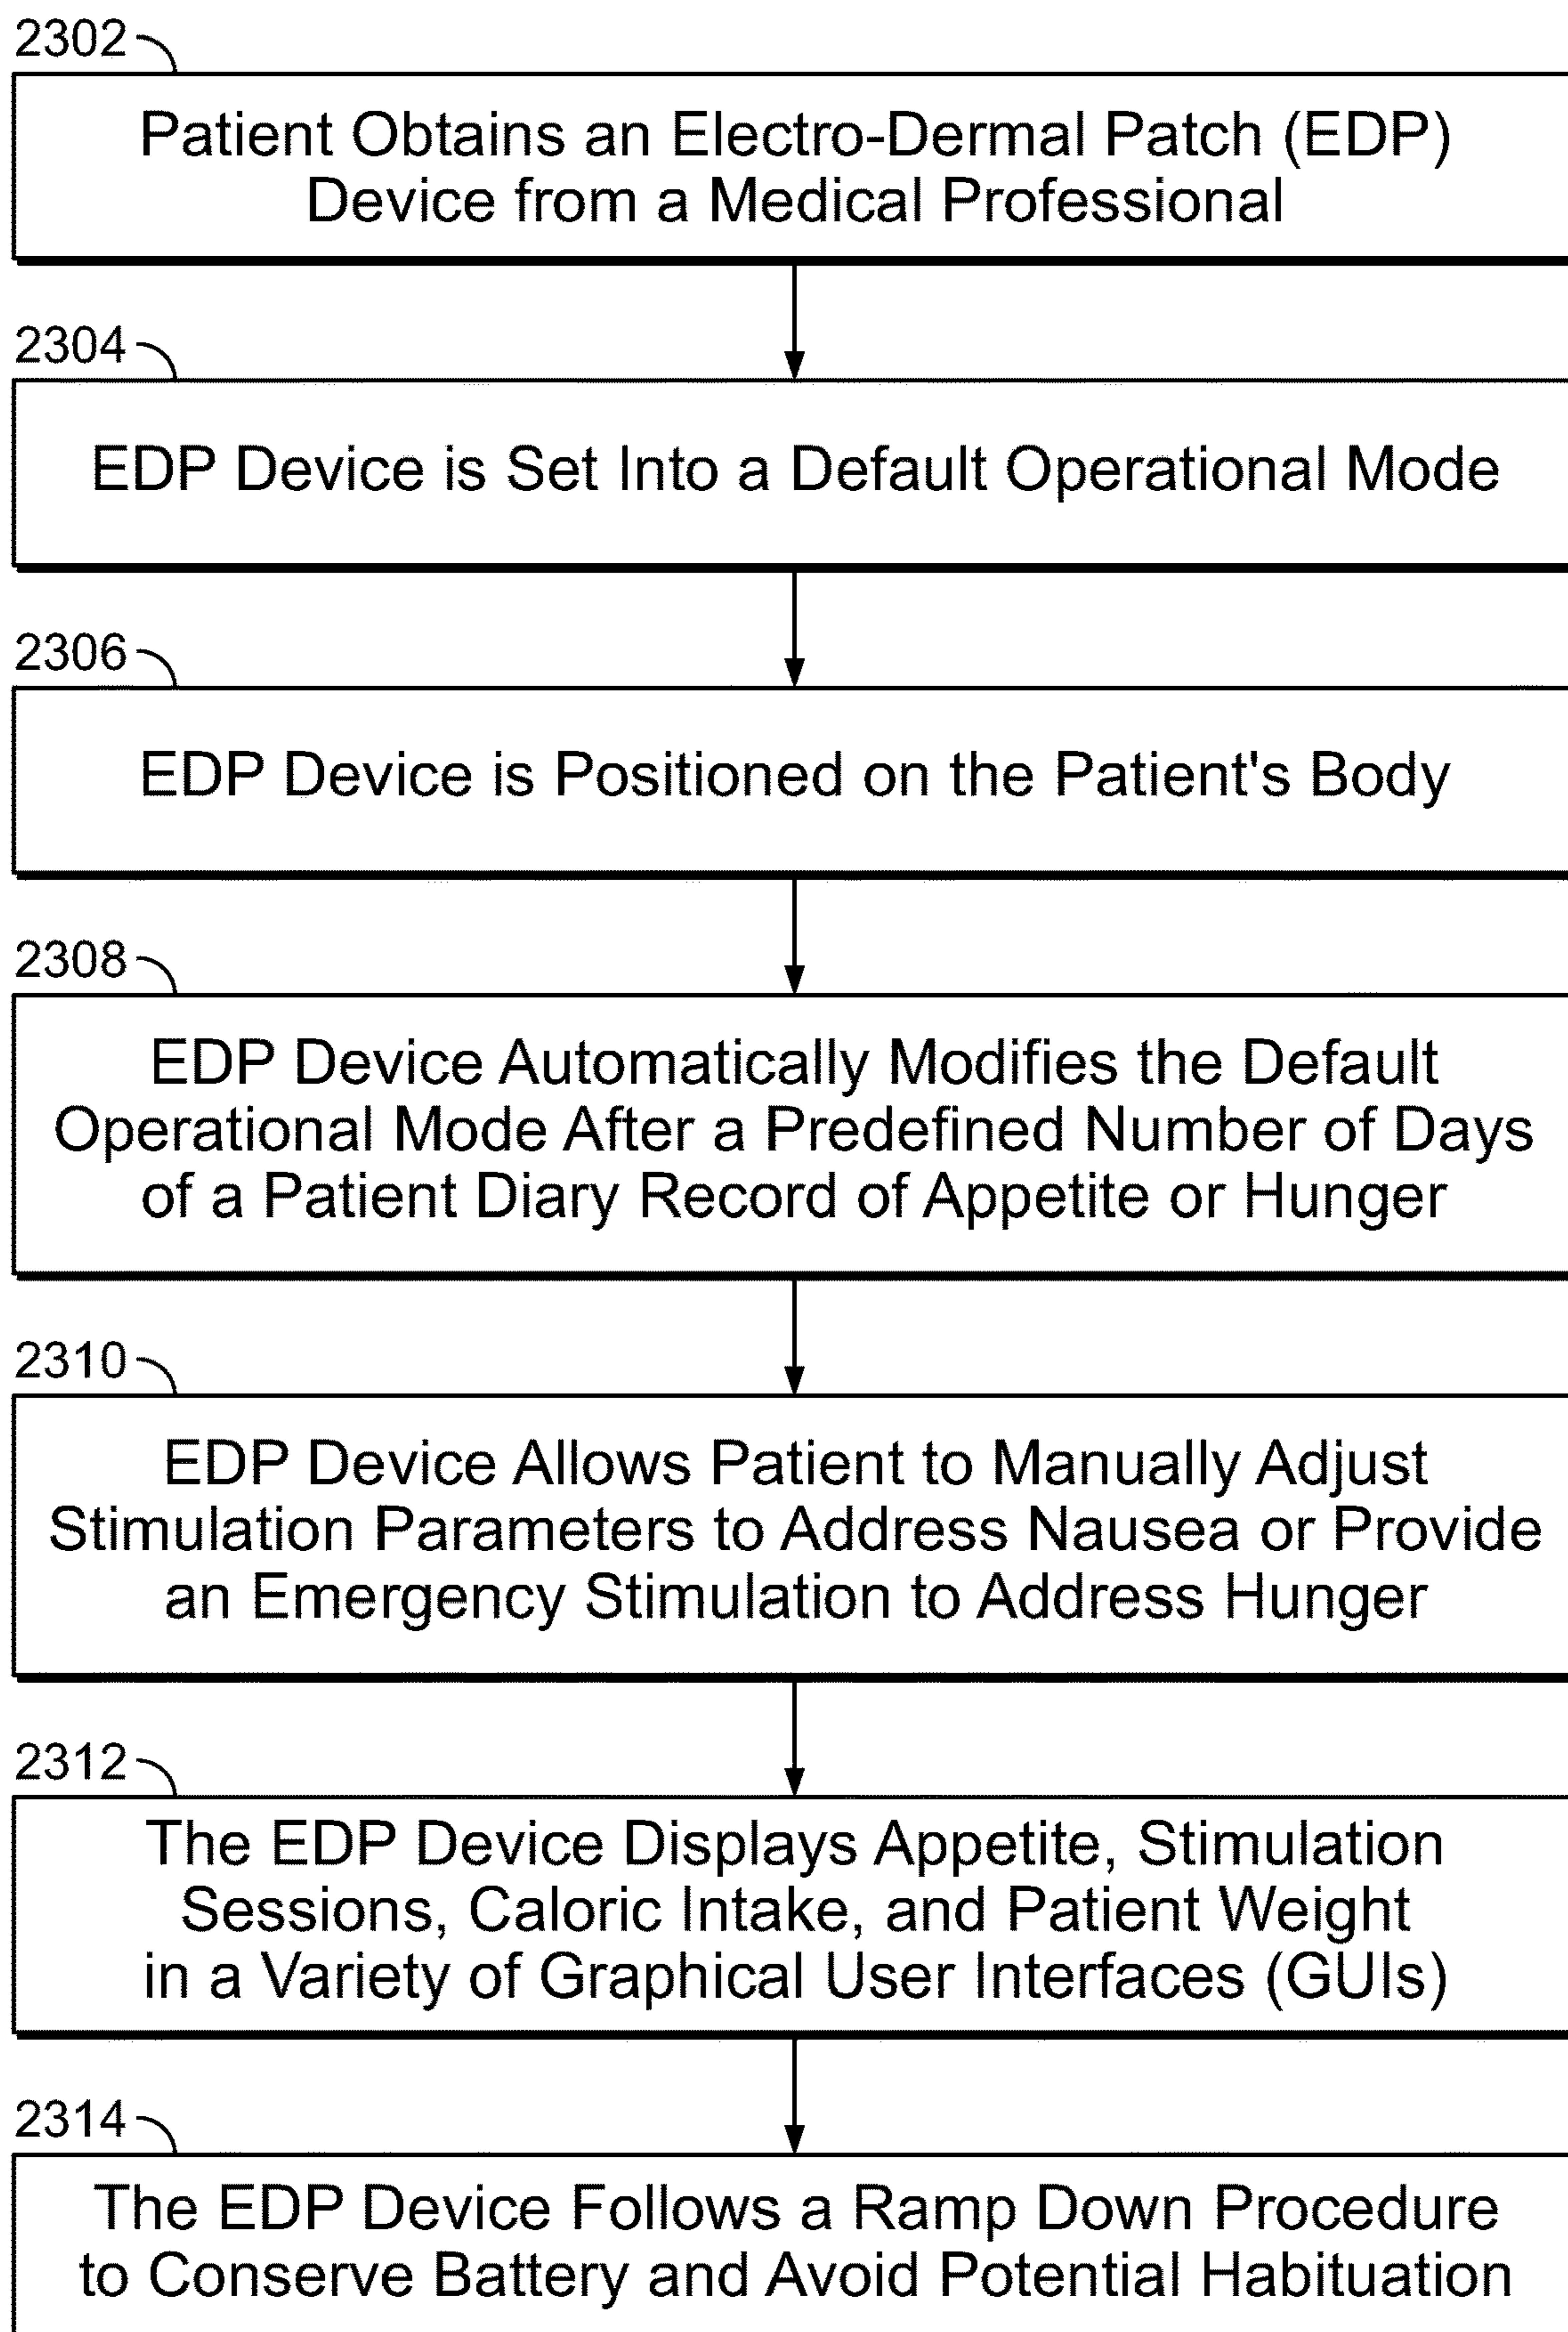 2302
Patient Obtains an Electro-Dermal Patch (EDP)
Device from a Medical Professional
2304
EDP Device is Set Into a Default Operational Mode
2306
EDP Device is Positioned on the Patient's Body
2308
EDP Device Automatically Modifies the Default
Operational Mode After a Predefined Number of Days
of a Patient Diary Record of Appetite or Hunger
2310
EDP Device Allows Patient to Manually Adjust
Stimulation Parameters to Address Nausea or Provide
an Emergency Stimulation to Address Hunger
2312
The EDP Device Displays Appetite, Stimulation
Sessions, Caloric Intake, and Patient Weight
in a Variety of Graphical User Interfaces (GUIs)
2314
The EDP Device Follows a Ramp Down Procedure
to Conserve Battery and Avoid Potential Habituation